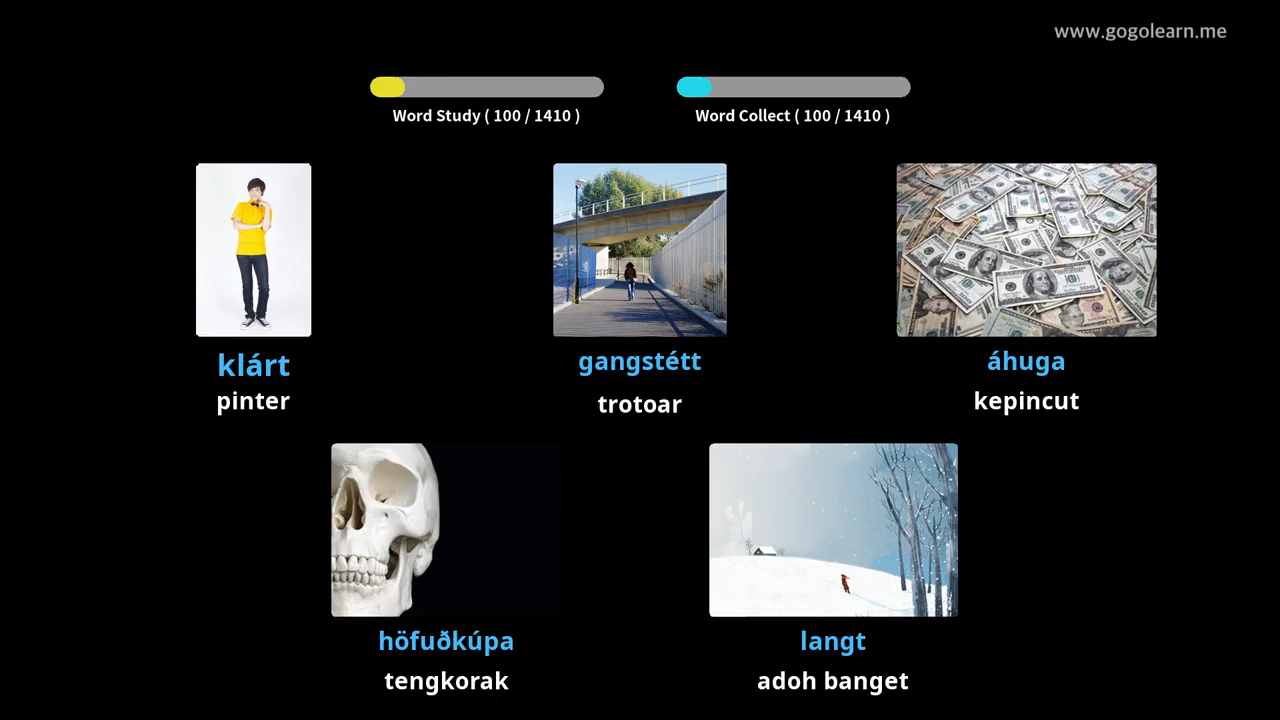 www.gogolearn.me
Word Study ( 100 / 1410 )
Word Collect ( 100 / 1410 )
klárt
pinter
gangstétt
trotoar
áhuga
kepincut
höfuðkúpa
tengkorak
langt
adoh banget